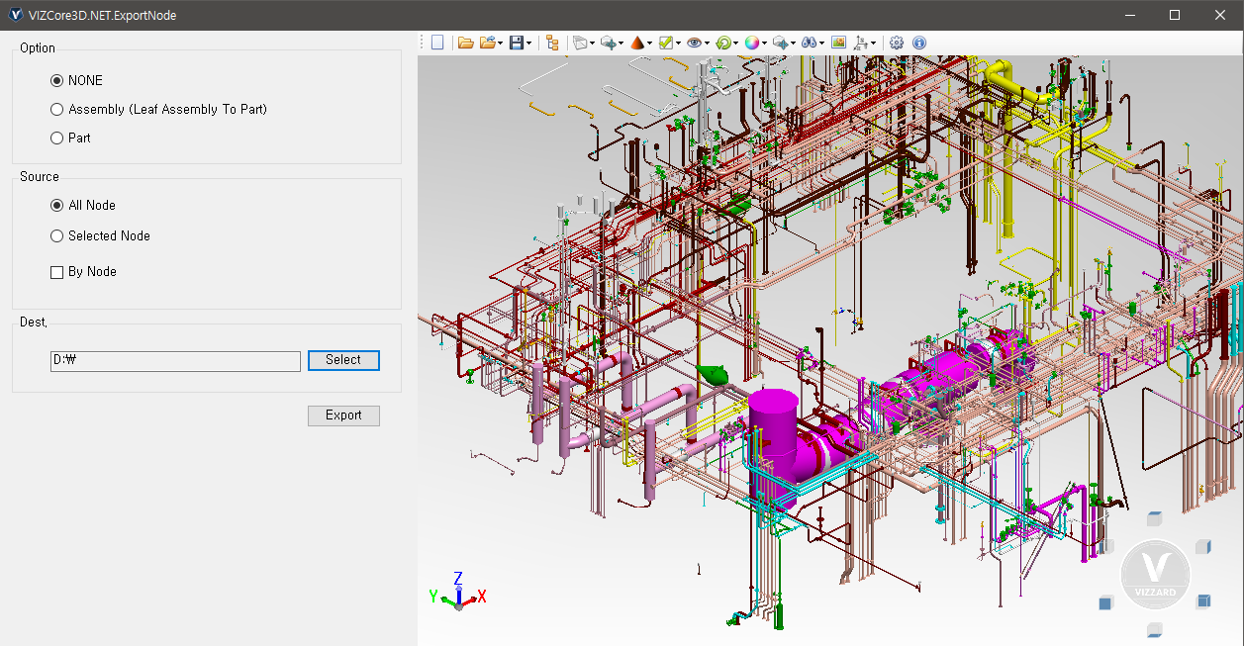 VIZCore3D.NET.ExportNode
Option
NONE
Assembly (Leaf Assembly To Part)
Part
Source
All Node
Selected Node
By Node
Dest.
D:₩
Select
Export
Z
Y
X
V
VIZZARD